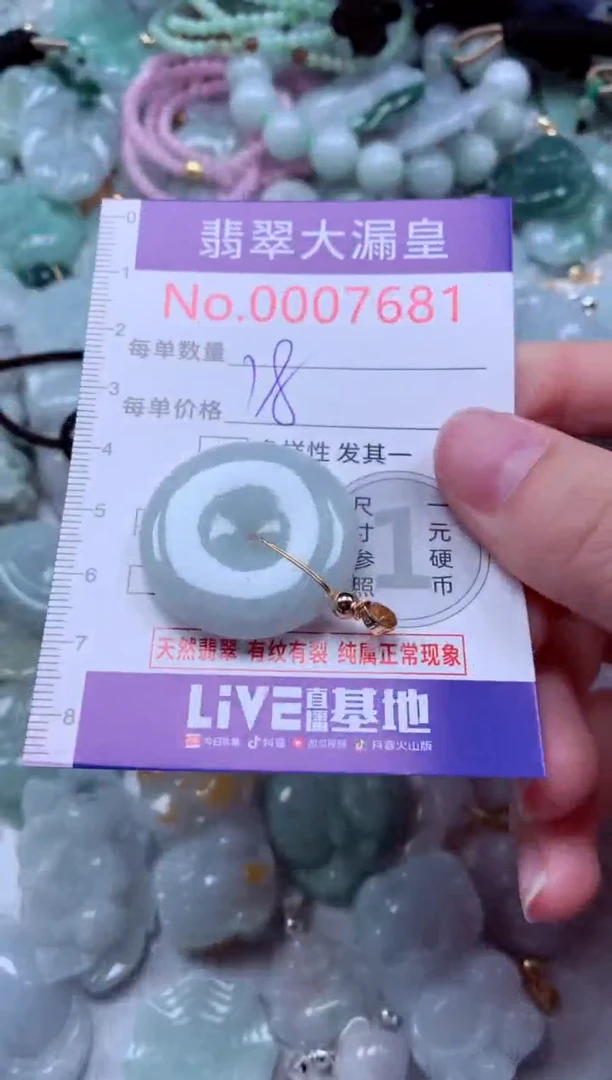 翡翠大漏皇
No.0007681
每单数量
18
每单价格
样性 发其一
尺寸参照
1
一元硬币
天然翡翠 有纹有裂 纯属正常现象
LIVE直播基地
今日头条 抖音 西瓜视频 抖音火山版
0
1
2
3
4
5
6
7
8